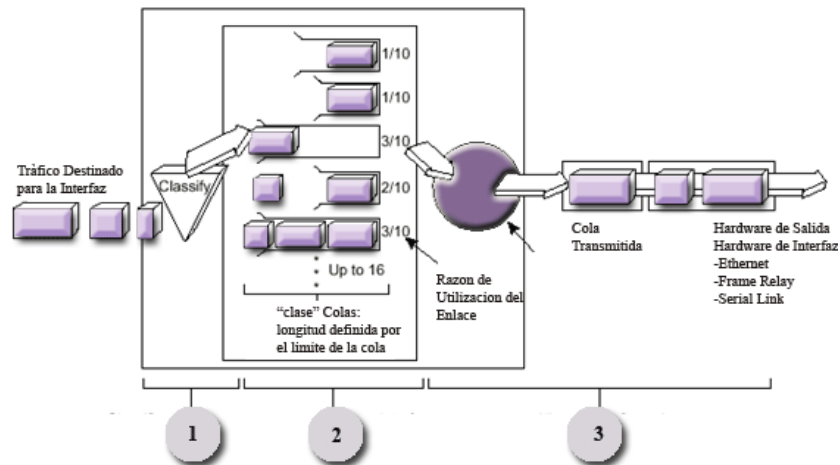 Tràfico Destinado
para la Interfaz
Classify
1/10
1/10
3/10
2/10
3/10
Up to 16
"clase" Colas:
longitud definida por
el limite de la cola
Razon de
Utilizacion del
Enlace
Cola
Transmitida
Hardware de Salida
Hardware de Interfaz
-Ethernet
-Frame Relay
-Serial Link
1
2
3